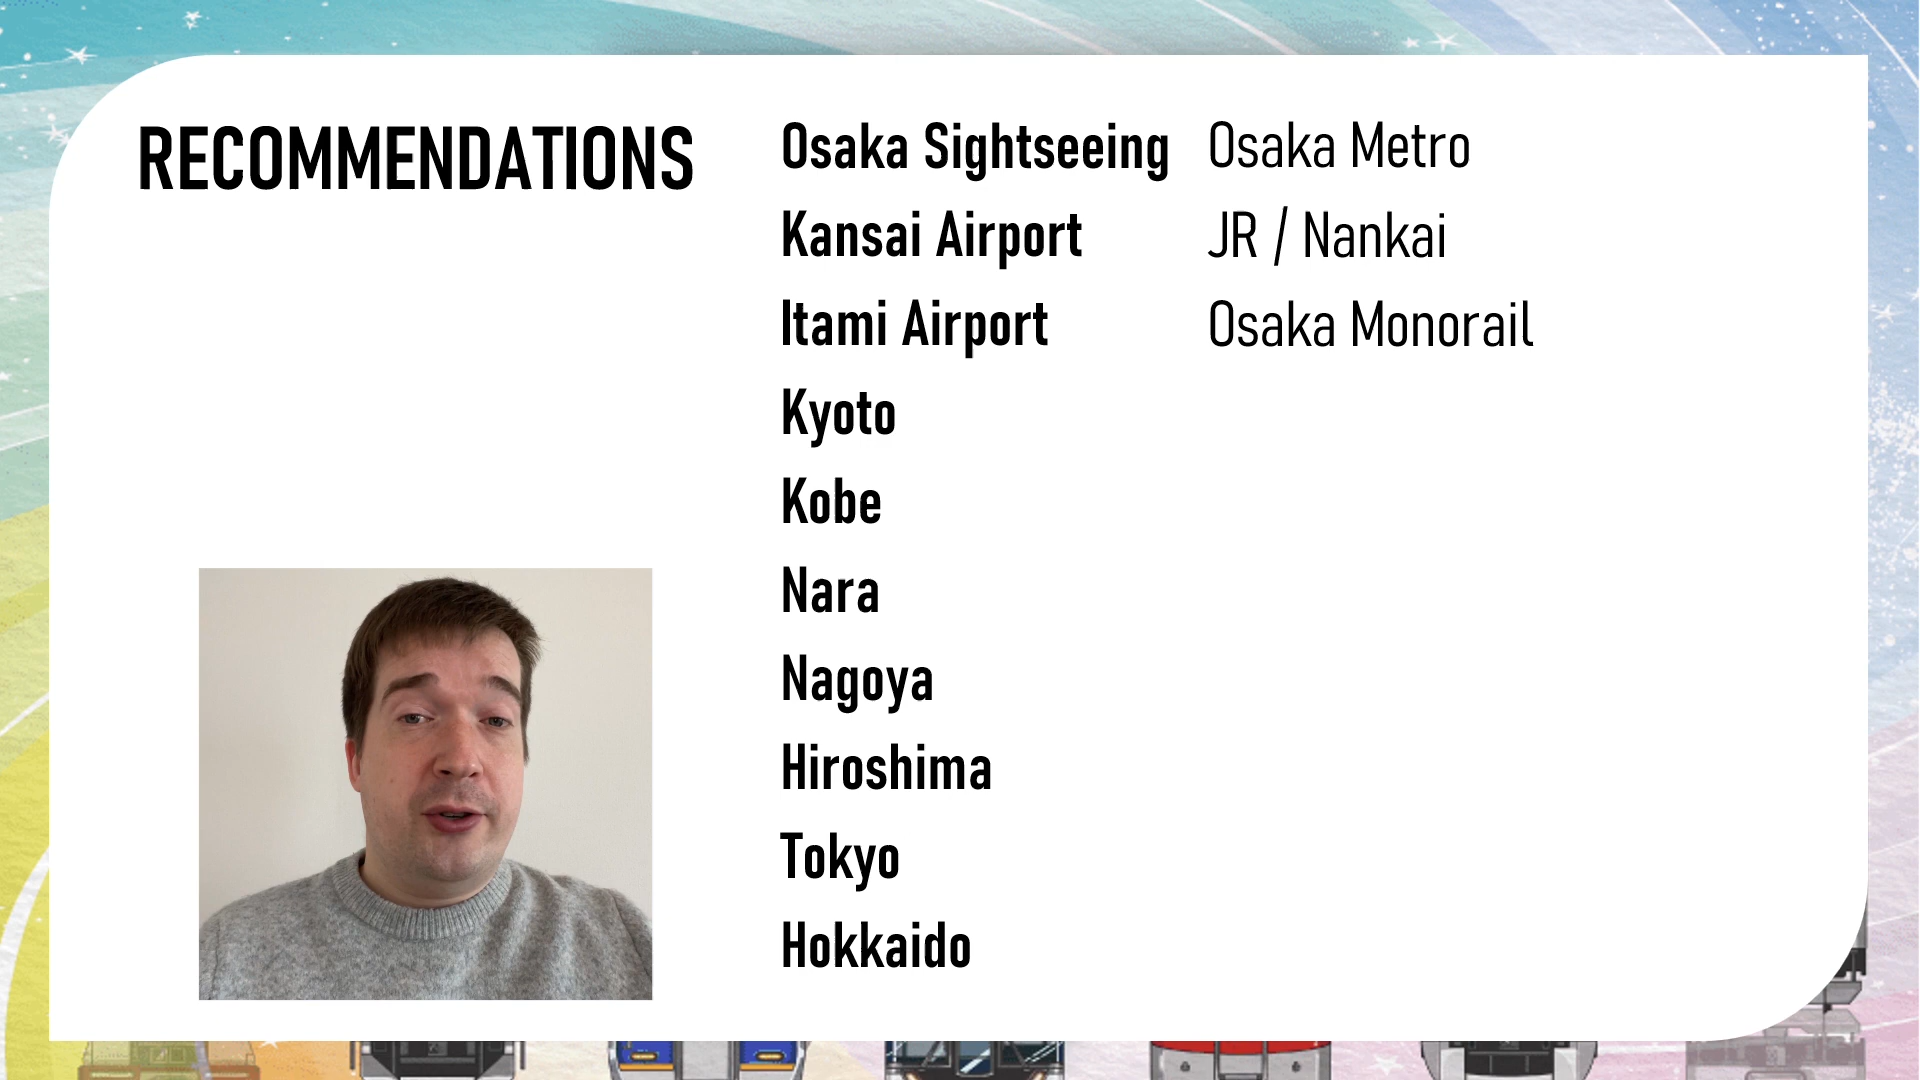 RECOMMENDATIONS
Osaka Sightseeing Osaka Metro
Kansai Airport JR / Nankai
Itami Airport Osaka Monorail
Kyoto
Kobe
Nara
Nagoya
Hiroshima
Tokyo
Hokkaido